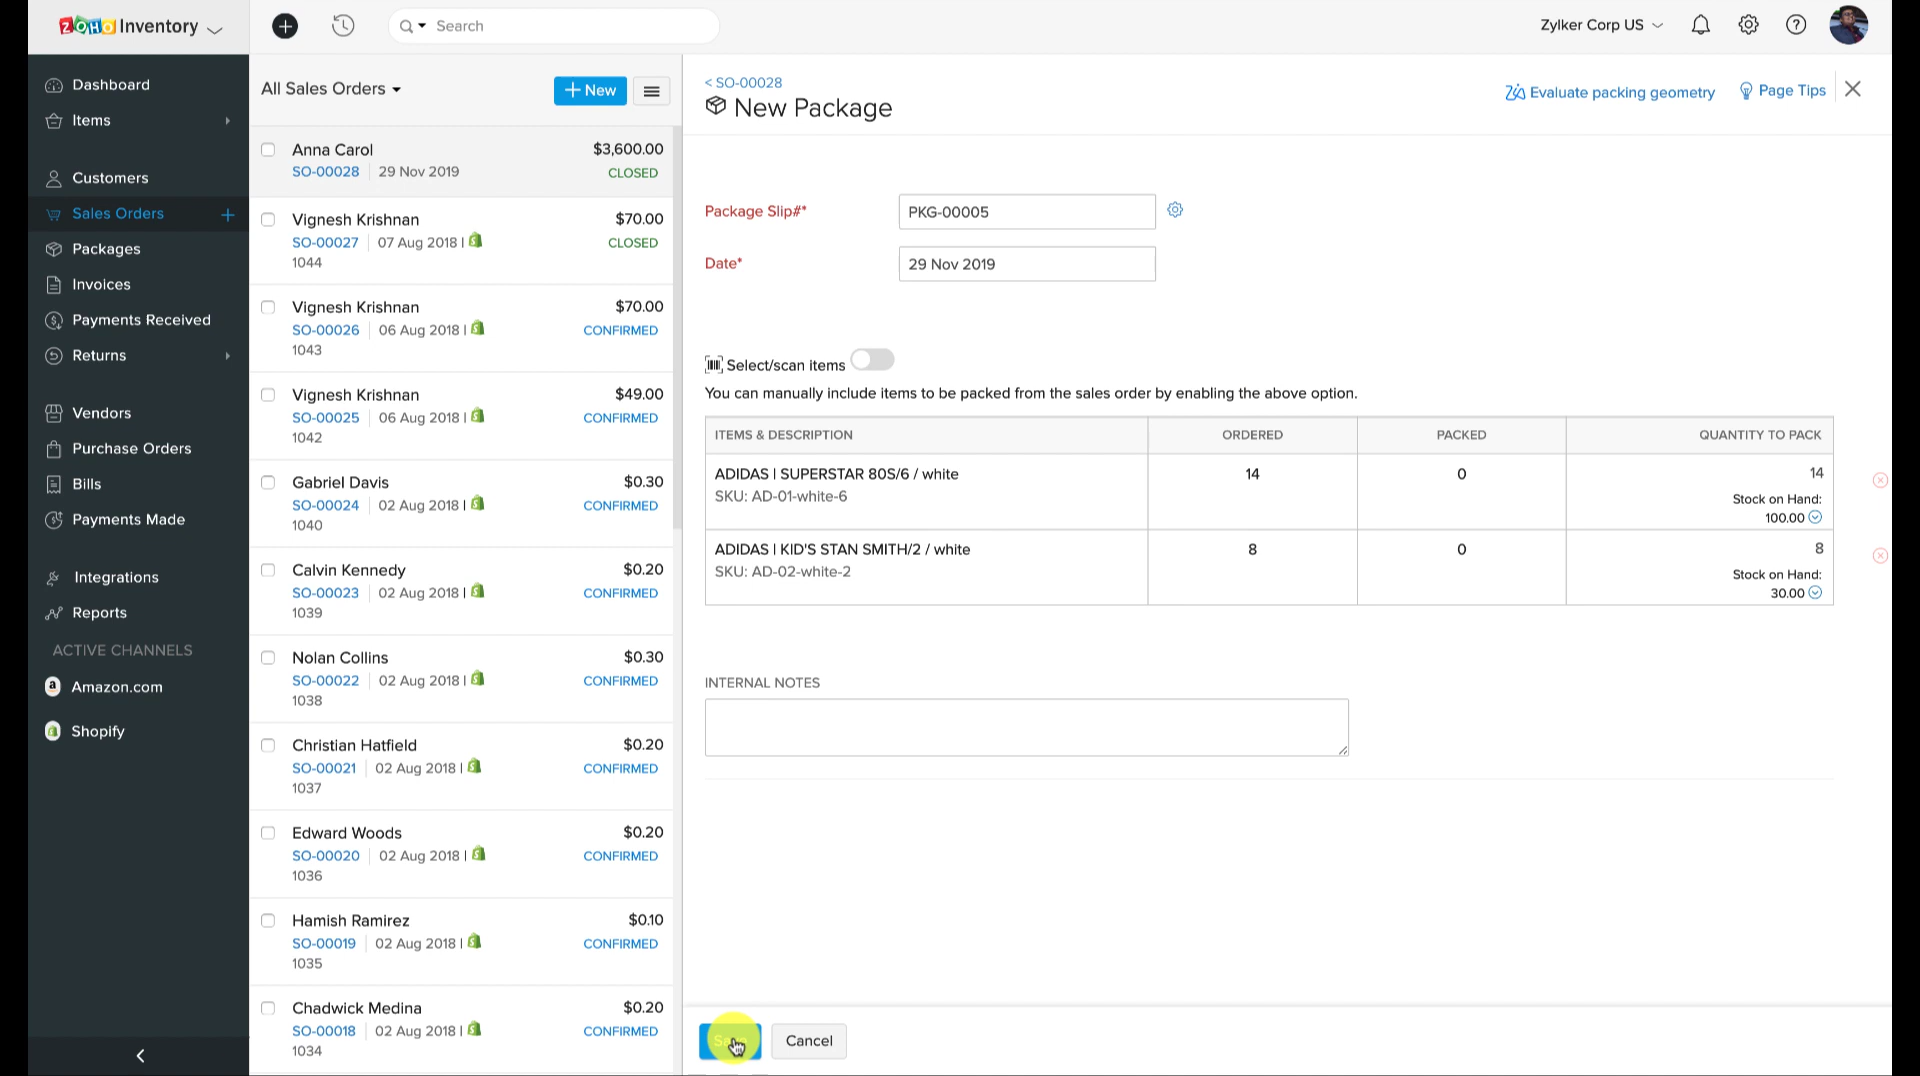 ZOHO Inventory
Search
Zylker Corp US
Dashboard
Items
Customers
Sales Orders
Packages
Invoices
Payments Received
Returns
Vendors
Purchase Orders
Bills
Payments Made
Integrations
Reports
ACTIVE CHANNELS
Amazon.com
Shopify
All Sales Orders
New
Anna Carol $3,600.00
SO-00028 29 Nov 2019 CLOSED
Vignesh Krishnan $70.00
SO-00027 07 Aug 2018 | CLOSED
1044
Vignesh Krishnan $70.00
SO-00026 06 Aug 2018 | CONFIRMED
1043
Vignesh Krishnan $49.00
SO-00025 06 Aug 2018 | CONFIRMED
1042
Gabriel Davis $0.30
SO-00024 02 Aug 2018 | CONFIRMED
1040
Calvin Kennedy $0.20
SO-00023 02 Aug 2018 | CONFIRMED
1039
Nolan Collins $0.30
SO-00022 02 Aug 2018 | CONFIRMED
1038
Christian Hatfield $0.20
SO-00021 02 Aug 2018 | CONFIRMED
1037
Edward Woods $0.20
SO-00020 02 Aug 2018 | CONFIRMED
1036
Hamish Ramirez $0.10
SO-00019 02 Aug 2018 | CONFIRMED
1035
Chadwick Medina $0.20
SO-00018 02 Aug 2018 | CONFIRMED
1034
< SO-00028
New Package
Evaluate packing geometry
Page Tips
Package Slip#* PKG-00005
Date* 29 Nov 2019
Select/scan items
You can manually include items to be packed from the sales order by enabling the above option.
ITEMS & DESCRIPTION ORDERED PACKED QUANTITY TO PACK
ADIDAS | SUPERSTAR 80S/6 / white 14 0 14
SKU: AD-01-white-6
Stock on Hand:
100.00
ADIDAS | KID'S STAN SMITH/2 / white 8 0 8
SKU: AD-02-white-2
Stock on Hand:
30.00
INTERNAL NOTES
Cancel